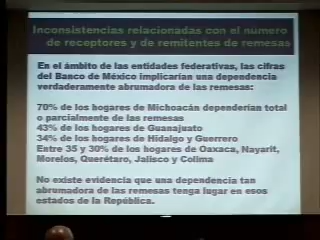 Inconsistencias relacionadas con el número
de receptores y de remitentes de remesas
En el ámbito de las entidades federativas, las cifras
del Banco de México implicarían una dependencia
verdaderamente abrumadora de las remesas:
70% de los hogares de Michoacán dependerían total
o parcialmente de las remesas
43% de los hogares de Guanajuato
34% de los hogares de Hidalgo y Guerrero
Entre 35 y 30% de los hogares de Oaxaca, Nayarit,
Morelos, Querétaro, Jalisco y Colima
No existe evidencia que una dependencia tan
abrumadora de las remesas tenga lugar en esos
estados de la República.